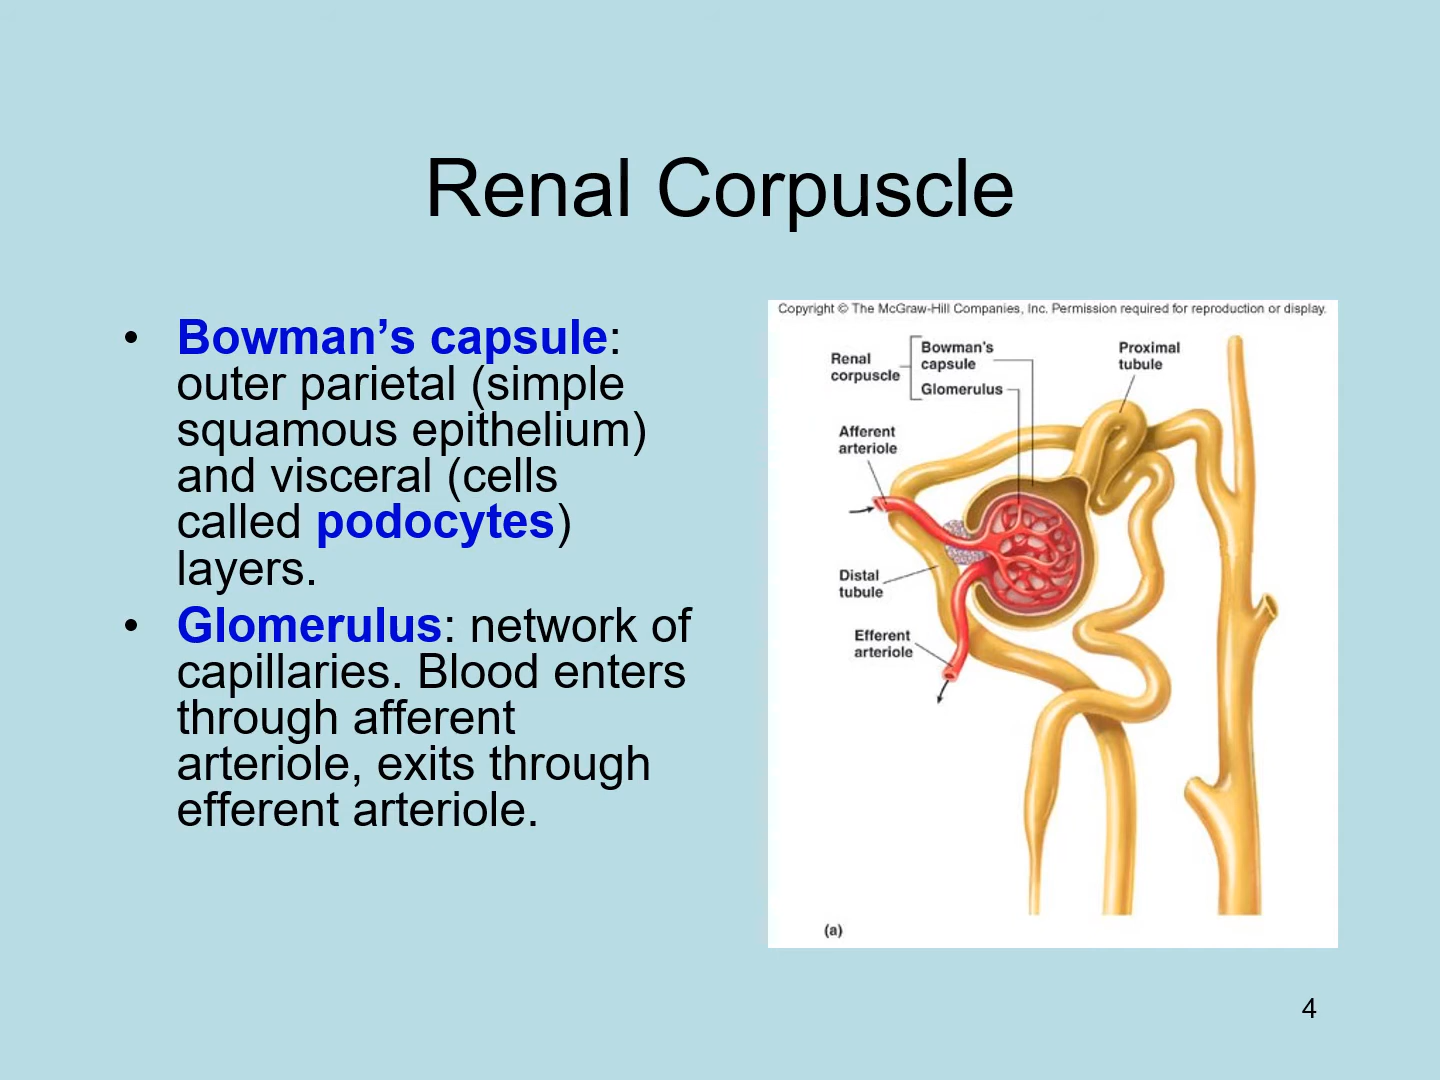 Renal Corpuscle
• Bowman’s capsule:
outer parietal (simple
squamous epithelium)
and visceral (cells
called podocytes)
layers.
• Glomerulus: network of
capillaries. Blood enters
through afferent
arteriole, exits through
efferent arteriole.
Copyright © The McGraw-Hill Companies, Inc. Permission required for reproduction or display.
Renal
corpuscle
Bowman's
capsule
Glomerulus
Proximal
tubule
Afferent
arteriole
Distal
tubule
Efferent
arteriole
(a)
4